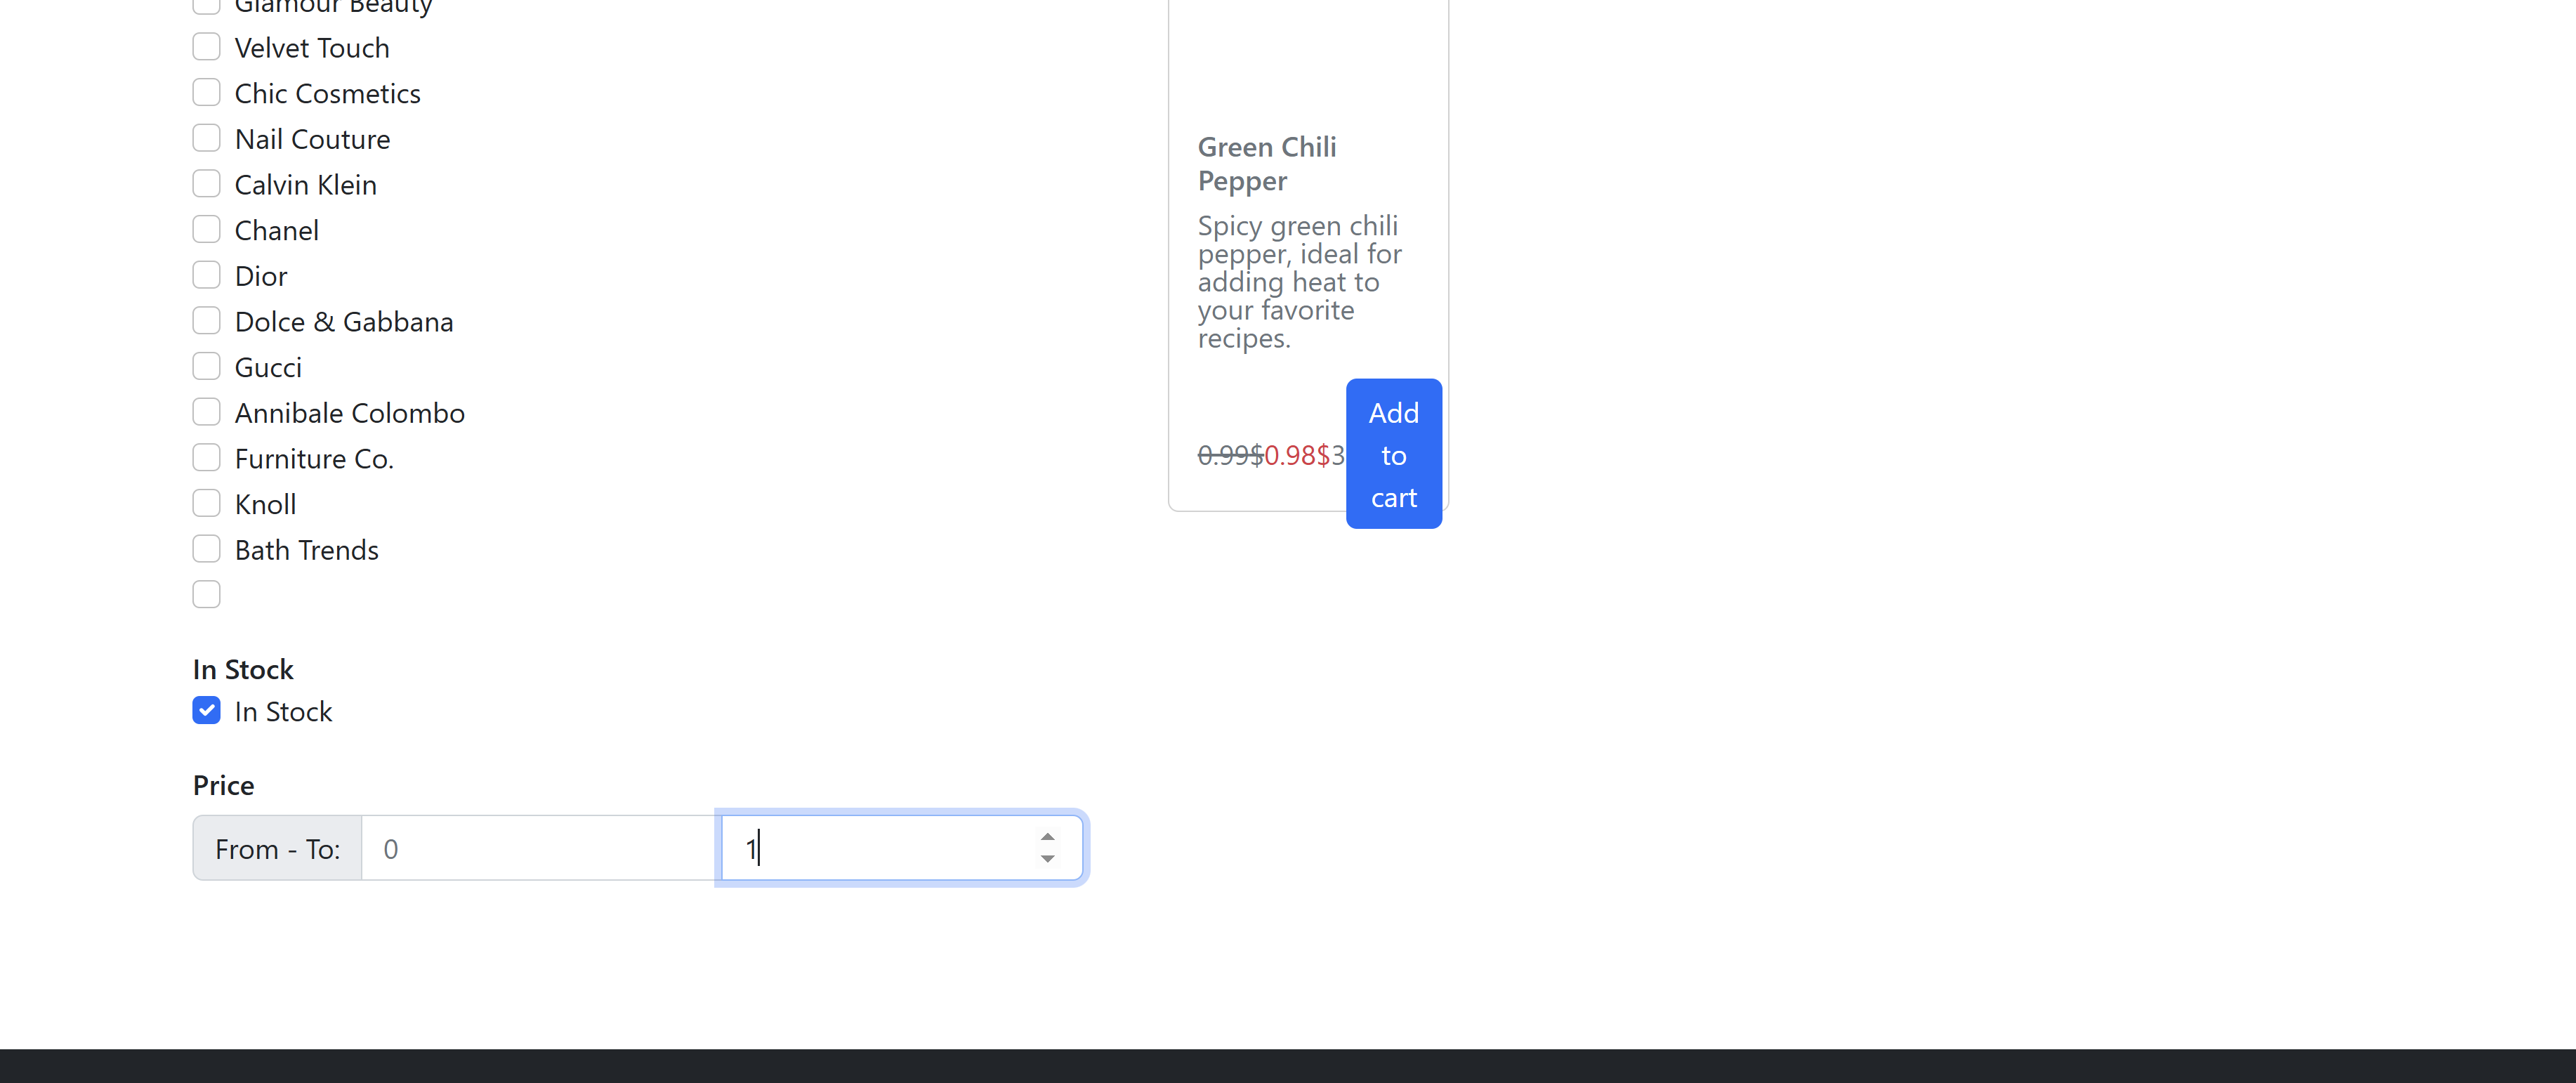 Glamour Beauty
Velvet Touch
Chic Cosmetics
Nail Couture
Calvin Klein
Chanel
Dior
Dolce & Gabbana
Gucci
Annibale Colombo
Furniture Co.
Knoll
Bath Trends
In Stock
In Stock
Price
From - To:
0
1
Green Chili
Pepper
Spicy green chili
pepper, ideal for
adding heat to
your favorite
recipes.
0.99$0.98$3
Add
to
cart